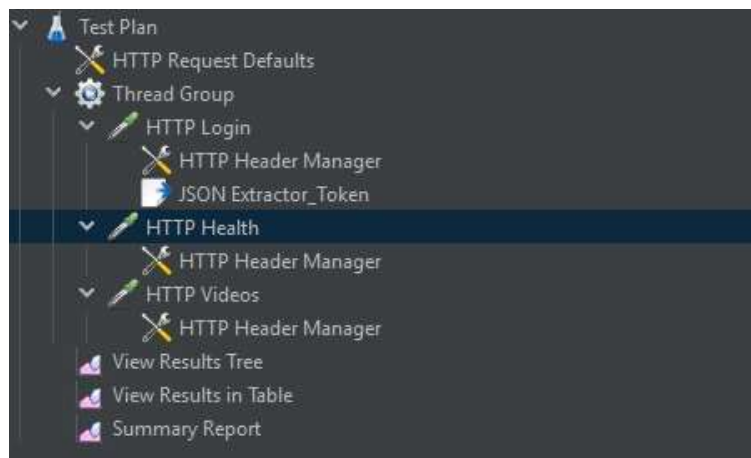 Test Plan
HTTP Request Defaults
Thread Group
HTTP Login
HTTP Header Manager
JSON Extractor_Token
HTTP Health
HTTP Header Manager
HTTP Videos
HTTP Header Manager
View Results Tree
View Results in Table
Summary Report